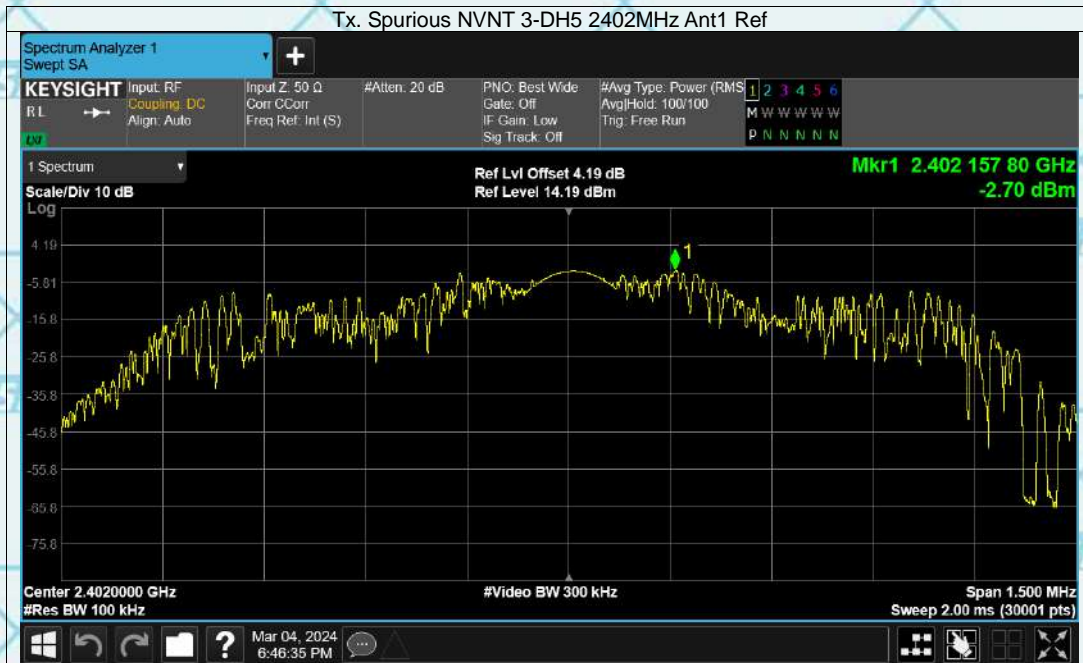 Tx. Spurious NVNT 3-DH5 2402MHz Ant1 Ref
Spectrum Analyzer 1
Swept SA
+
KEYSIGHT
RL
LXI
Input: RF
Coupling: DC
Align: Auto
Input Z: 50 Ω
Corr CCorr
Freq Ref: Int (S)
#Atten: 20 dB
PNO: Best Wide
Gate: Off
IF Gain: Low
Sig Track: Off
#Avg Type: Power (RMS
Avg|Hold: 100/100
Trig: Free Run
1 2 3 4 5 6
M W W W W W
P N N N N N
1 Spectrum
Scale/Div 10 dB
Log
Ref Lvl Offset 4.19 dB
Ref Level 14.19 dBm
Mkr1 2.402 157 80 GHz
-2.70 dBm
1
4.19
-5.81
-15.8
-25.8
-35.8
-45.8
-55.8
-65.8
-75.8
Center 2.4020000 GHz
#Res BW 100 kHz
#Video BW 300 kHz
Span 1.500 MHz
Sweep 2.00 ms (30001 pts)
?
Mar 04, 2024
6:46:35 PM